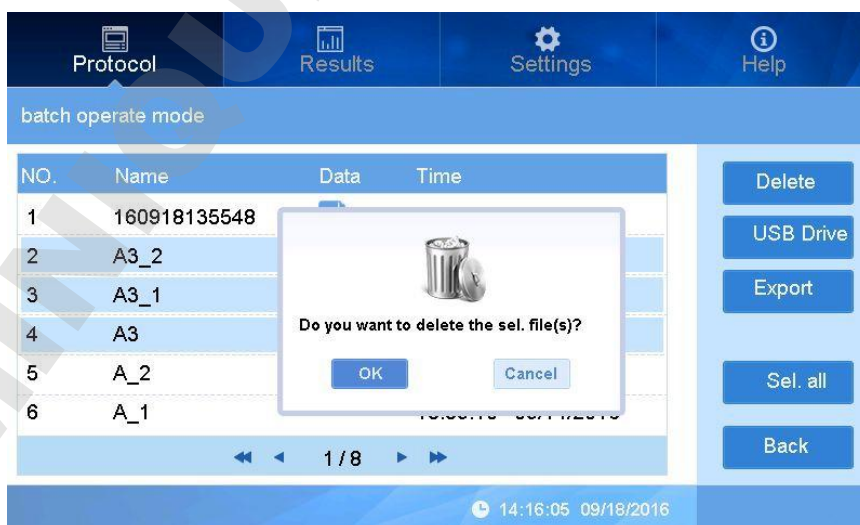 Protocol
Results
Settings
Help
batch operate mode
NO. Name Data Time
1 160918135548
2 A3_2
3 A3_1
4 A3
5 A_2
6 A_1
Do you want to delete the sel. file(s)?
OK
Cancel
1/8
Delete
USB Drive
Export
Sel. all
Back
14:16:05 09/18/2016